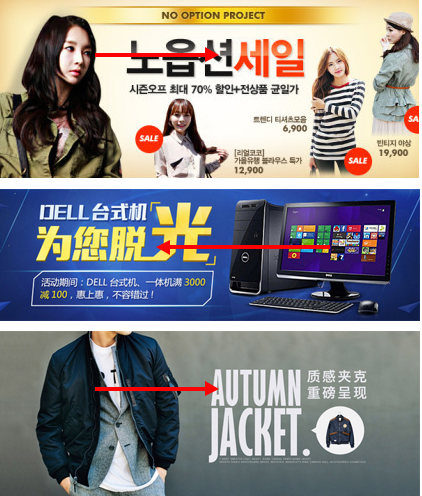 NO OPTION PROJECT
노옵션세일
시즌오프 최대 70% 할인+전상품 균일가
SALE
트렌디 티셔츠모음
6,900
[리얼코코]
가을유행 블라우스 특가
12,900
SALE
빈티지 야상
19,900
SA
DELL台式机
为您脱光
活动期间：DELL 台式机、一体机满 3000
减 100，惠上惠，不容错过！
DELL
AUTUMN
JACKET.
质感夹克
重磅呈现